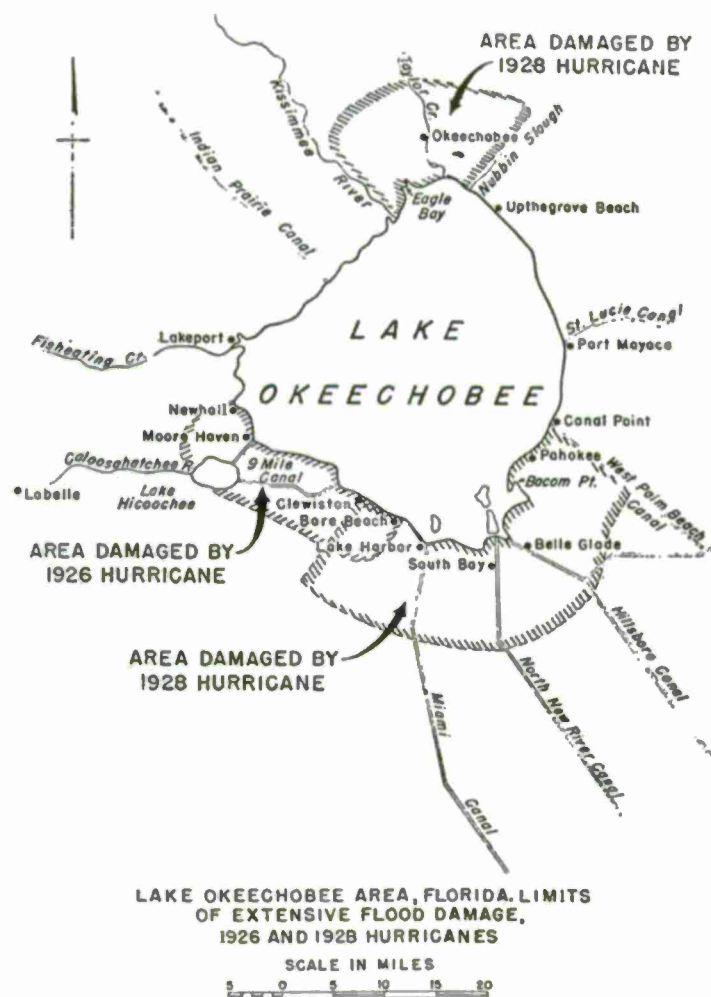 AREA DAMAGED BY
1928 HURRICANE
Taylor Cr.
Kissimmee
River
Okeechobee
Nubbin Slough
Indian Prairie Canal
Eagle
Bay
Upthegrove Beach
LAKE
OKEECHOBEE
St. Lucie Canal
Lakeport
Port Mayaca
Fisheating Cr.
Newhall
Canal Point
Moore Haven
Pahokee
Caloosahatchee R.
9 Mile
Canal
Bacom Pt.
West Palm Beach
Canal
Labelle
Lake
Hicoochee
Clewiston
Bare Beach
AREA DAMAGED BY
1926 HURRICANE
Lake Harbor
Belle Glade
South Bay
AREA DAMAGED BY
1928 HURRICANE
Hillsboro Canal
North New River Canal
Miami
Canal
LAKE OKEECHOBEE AREA, FLORIDA. LIMITS
OF EXTENSIVE FLOOD DAMAGE,
1926 AND 1928 HURRICANES
SCALE IN MILES
5 0 5 10 15 20